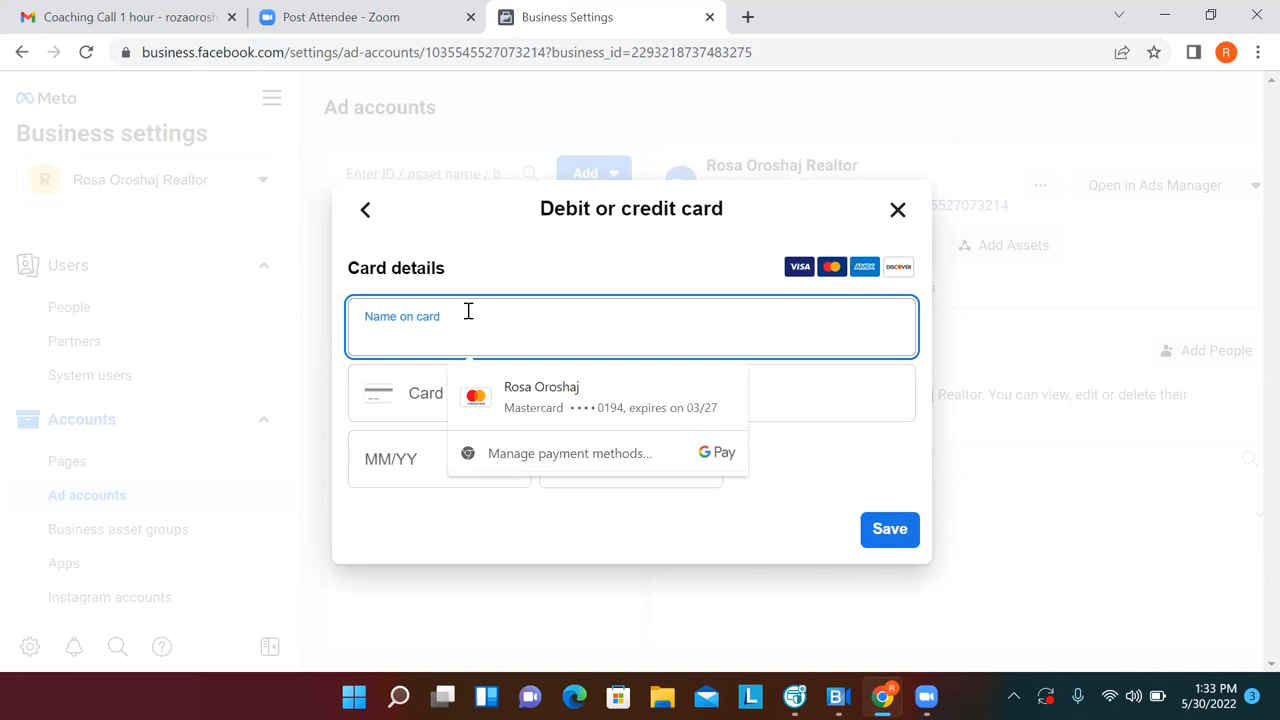 Coaching Call 1 hour - rozaorosh
Post Attendee - Zoom
Business Settings
business.facebook.com/settings/ad-accounts/1035545527073214?business_id=2293218737483275
R
Meta
Business settings
R
Rosa Oroshaj Realtor
Users
People
Partners
System users
Accounts
Pages
Ad accounts
Business asset groups
Apps
Instagram accounts
Ad accounts
Enter ID / asset name / b...
Add
Rosa Oroshaj Realtor
5527073214
Open in Ads Manager
Add Assets
Add People
Realtor. You can view, edit or delete their
Debit or credit card
Card details
VISA
AMEX
DISCOVER
Name on card
Card
MM/YY
Rosa Oroshaj
Mastercard ••••0194, expires on 03/27
Manage payment methods...
G Pay
Save
L
B
R
1:33 PM
5/30/2022
3